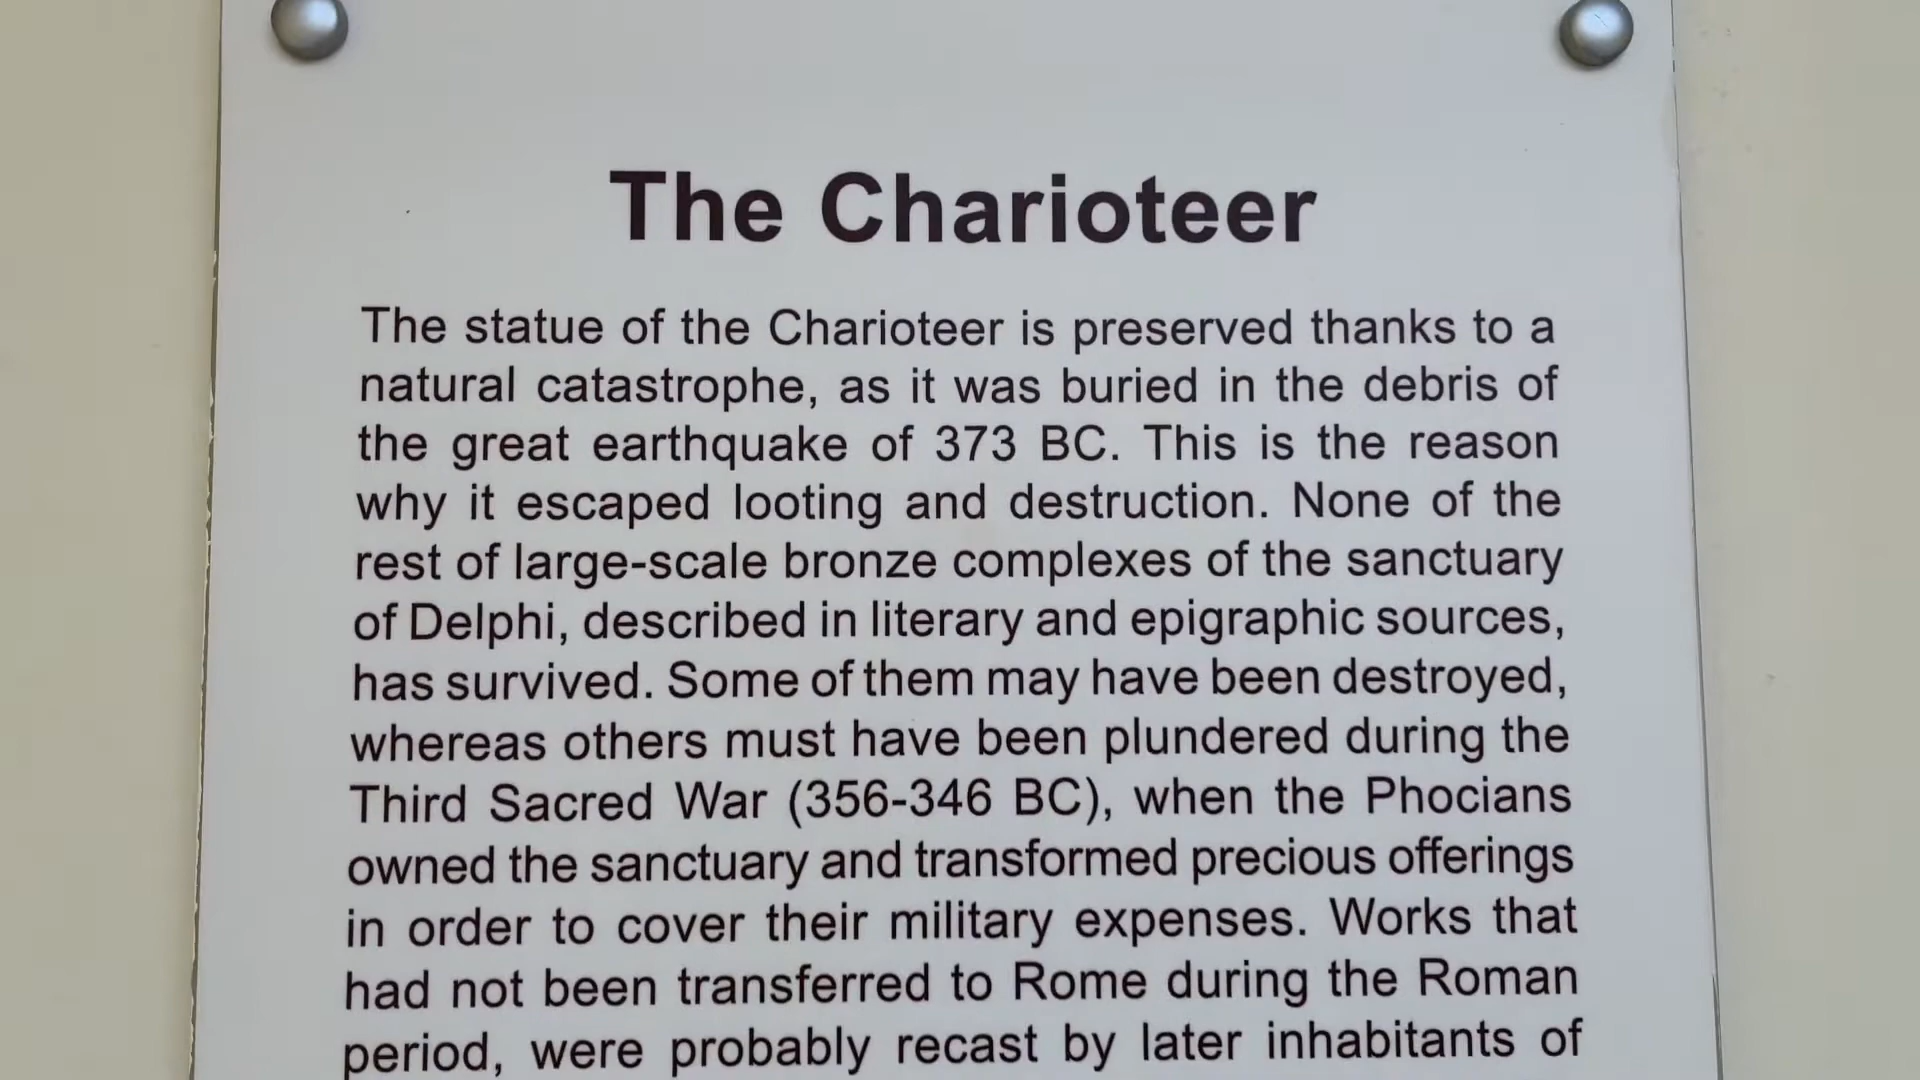 The Charioteer
The statue of the Charioteer is preserved thanks to a
natural catastrophe, as it was buried in the debris of
the great earthquake of 373 BC. This is the reason
why it escaped looting and destruction. None of the
rest of large-scale bronze complexes of the sanctuary
of Delphi, described in literary and epigraphic sources,
has survived. Some of them may have been destroyed,
whereas others must have been plundered during the
Third Sacred War (356-346 BC), when the Phocians
owned the sanctuary and transformed precious offerings
in order to cover their military expenses. Works that
had not been transferred to Rome during the Roman
period, were probably recast by later inhabitants of